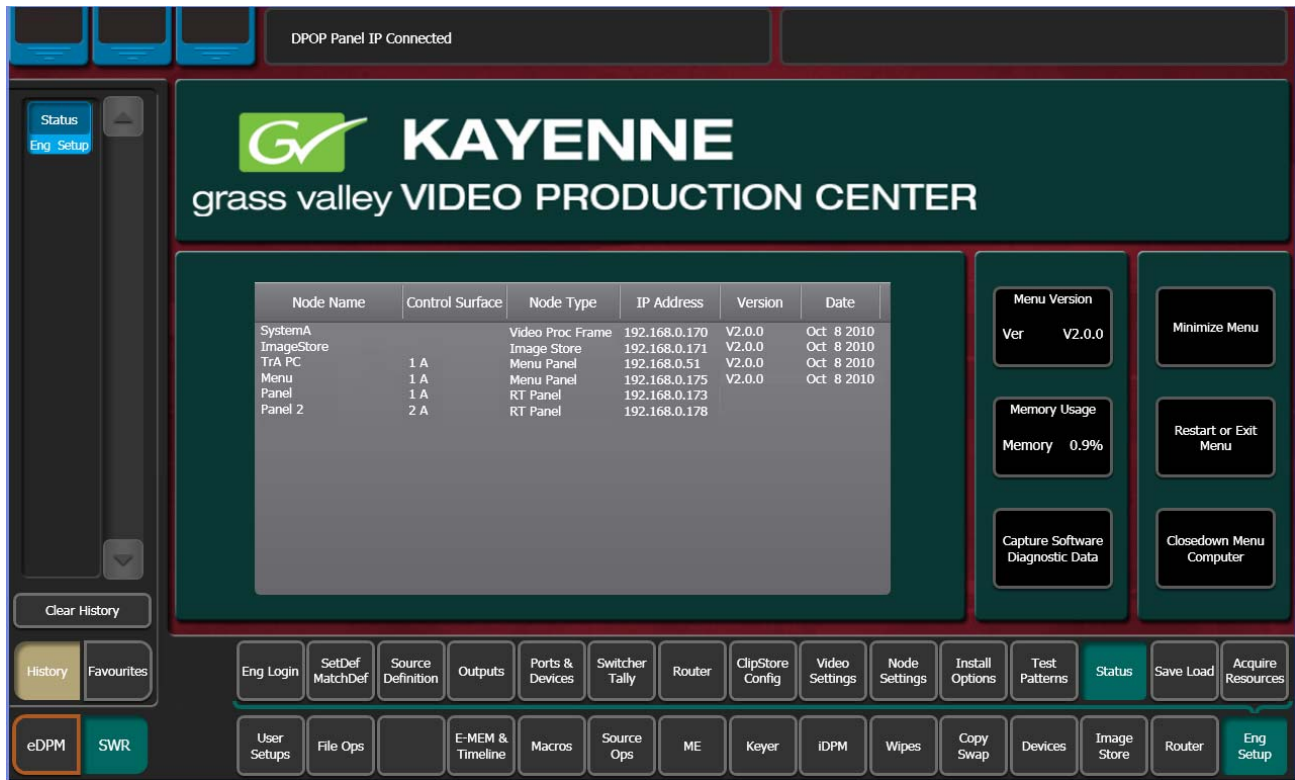 DPOP Panel IP Connected
Status
Eng Setup
GV KAYENNE
grass valley VIDEO PRODUCTION CENTER
Node Name Control Surface Node Type IP Address Version Date
SystemA Video Proc Frame 192.168.0.170 V2.0.0 Oct 8 2010
ImageStore Image Store 192.168.0.171 V2.0.0 Oct 8 2010
TrA PC 1 A Menu Panel 192.168.0.51 V2.0.0 Oct 8 2010
Menu 1 A Menu Panel 192.168.0.175 V2.0.0 Oct 8 2010
Panel 1 A RT Panel 192.168.0.173
Panel 2 2 A RT Panel 192.168.0.178
Menu Version
Ver V2.0.0
Memory Usage
Memory 0.9%
Capture Software
Diagnostic Data
Minimize Menu
Restart or Exit
Menu
Closedown Menu
Computer
Clear History
History
Favourites
Eng Login
SetDef
MatchDef
Source
Definition
Outputs
Ports &
Devices
Switcher
Tally
Router
ClipStore
Config
Video
Settings
Node
Settings
Install
Options
Test
Patterns
Status
Save Load
Acquire
Resources
eDPM
SWR
User
Setups
File Ops
E-MEM &
Timeline
Macros
Source
Ops
ME
Keyer
iDPM
Wipes
Copy
Swap
Devices
Image
Store
Router
Eng
Setup